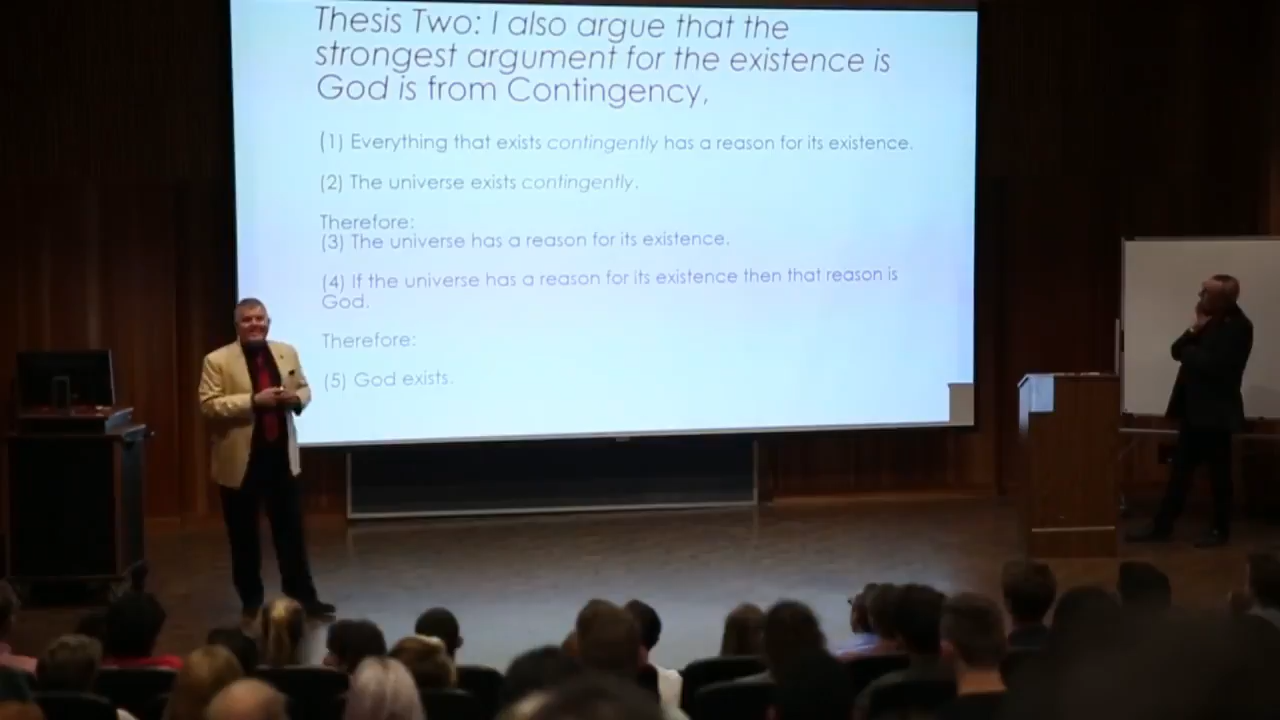 Thesis Two: I also argue that the
strongest argument for the existence is
God is from Contingency,
(1) Everything that exists contingently has a reason for its existence.
(2) The universe exists contingently.
Therefore:
(3) The universe has a reason for its existence.
(4) If the universe has a reason for its existence then that reason is
God.
Therefore:
(5) God exists.